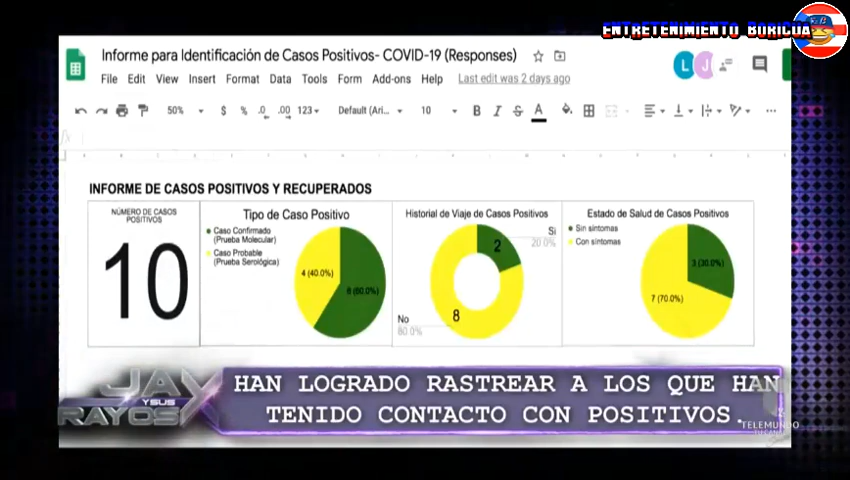 ENTRETENIMIENTO BORICUA
Informe para Identificación de Casos Positivos- COVID-19 (Responses)
File Edit View Insert Format Data Tools Form Add-ons Help Last edit was 2 days ago
50% $ % .0 .00 123 Default (Ari... 10 B I S A
fx
L J
INFORME DE CASOS POSITIVOS Y RECUPERADOS
NÚMERO DE CASOS
POSITIVOS
10
Tipo de Caso Positivo
Caso Confirmado
(Prueba Molecular)
Caso Probable
(Prueba Serológica)
4 (40.0%)
6 (60.0%)
Historial de Viaje de Casos Positivos
Si
20.0%
2
8
No
80.0%
Estado de Salud de Casos Positivos
Sin síntomas
Con síntomas
3 (30.0%)
7 (70.0%)
JAY
Y SUS
RAYOS X
HAN LOGRADO RASTREAR A LOS QUE HAN
TENIDO CONTACTO CON POSITIVOS.
TELEMUNDO